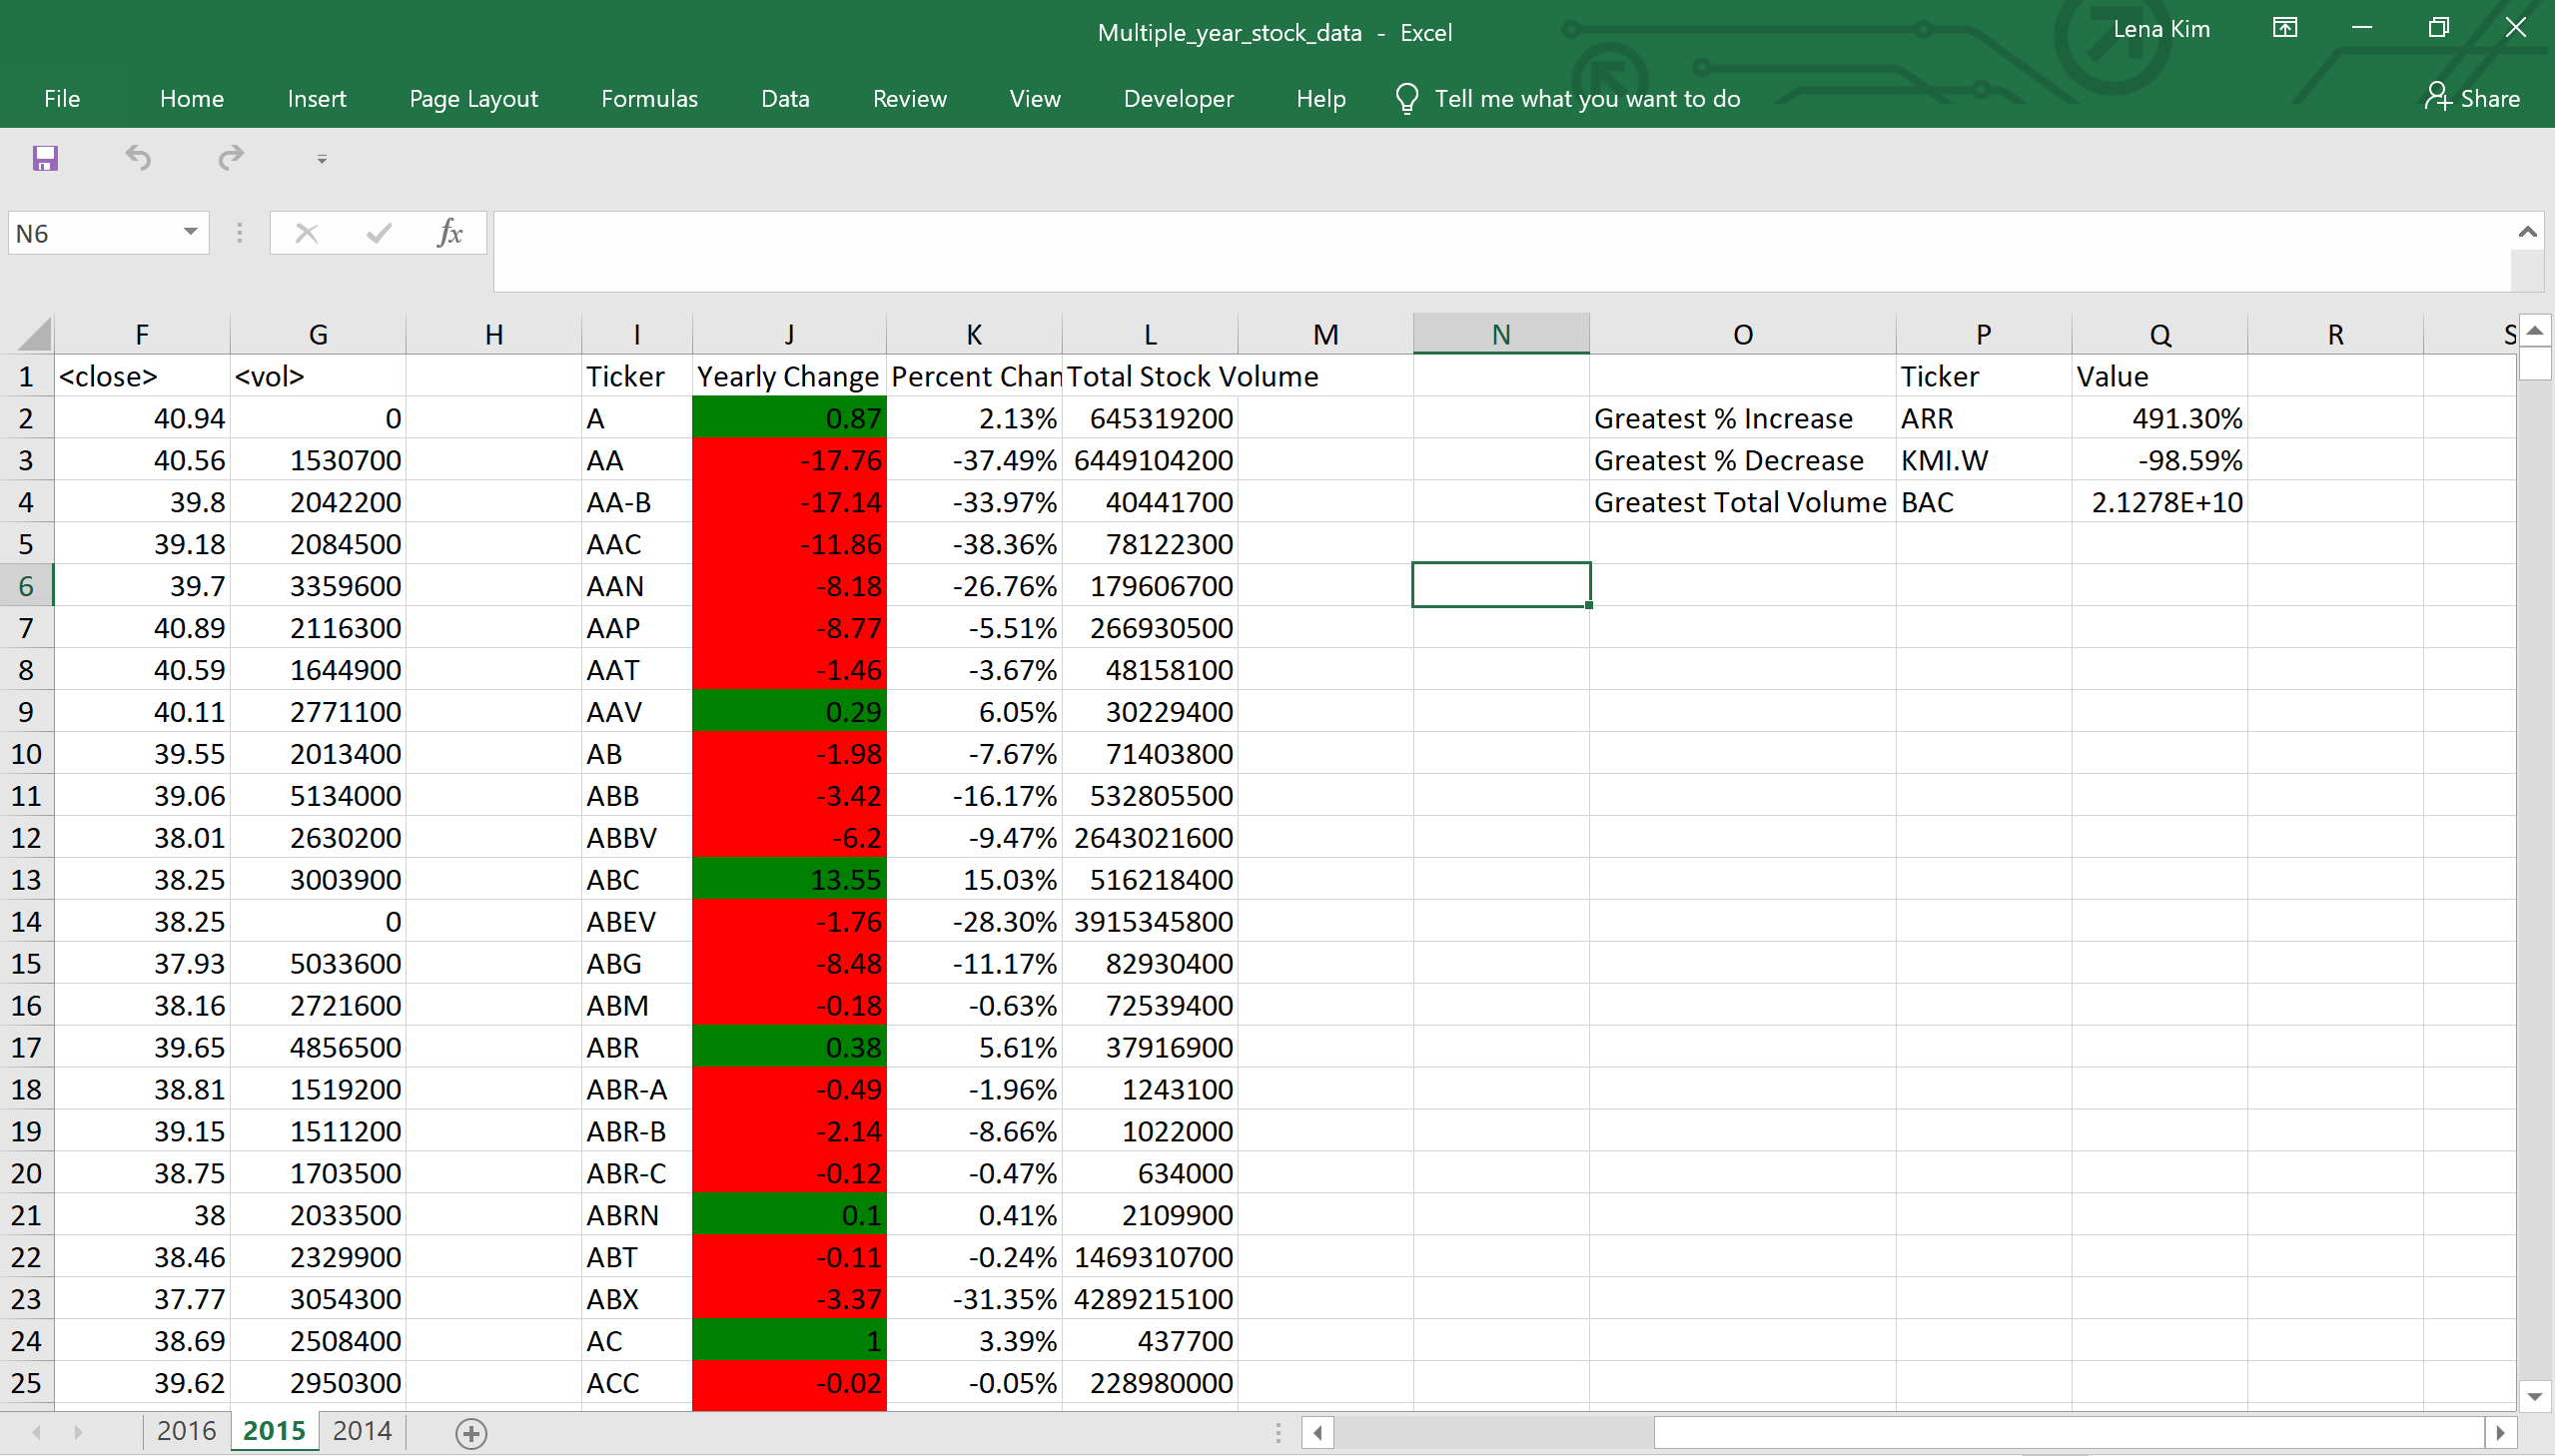 Multiple_year_stock_data - Excel Lena Kim
File Home Insert Page Layout Formulas Data Review View Developer Help Tell me what you want to do Share
N6 fx
F G H I J K L M N O P Q R S
1 <close> <vol> Ticker Yearly Change Percent Chan Total Stock Volume Ticker Value
2 40.94 0 A 0.87 2.13% 645319200 Greatest % Increase ARR 491.30%
3 40.56 1530700 AA -17.76 -37.49% 6449104200 Greatest % Decrease KMI.W -98.59%
4 39.8 2042200 AA-B -17.14 -33.97% 40441700 Greatest Total Volume BAC 2.1278E+10
5 39.18 2084500 AAC -11.86 -38.36% 78122300
6 39.7 3359600 AAN -8.18 -26.76% 179606700
7 40.89 2116300 AAP -8.77 -5.51% 266930500
8 40.59 1644900 AAT -1.46 -3.67% 48158100
9 40.11 2771100 AAV 0.29 6.05% 30229400
10 39.55 2013400 AB -1.98 -7.67% 71403800
11 39.06 5134000 ABB -3.42 -16.17% 532805500
12 38.01 2630200 ABBV -6.2 -9.47% 2643021600
13 38.25 3003900 ABC 13.55 15.03% 516218400
14 38.25 0 ABEV -1.76 -28.30% 3915345800
15 37.93 5033600 ABG -8.48 -11.17% 82930400
16 38.16 2721600 ABM -0.18 -0.63% 72539400
17 39.65 4856500 ABR 0.38 5.61% 37916900
18 38.81 1519200 ABR-A -0.49 -1.96% 1243100
19 39.15 1511200 ABR-B -2.14 -8.66% 1022000
20 38.75 1703500 ABR-C -0.12 -0.47% 634000
21 38 2033500 ABRN 0.1 0.41% 2109900
22 38.46 2329900 ABT -0.11 -0.24% 1469310700
23 37.77 3054300 ABX -3.37 -31.35% 4289215100
24 38.69 2508400 AC 1 3.39% 437700
25 39.62 2950300 ACC -0.02 -0.05% 228980000
2016 2015 2014